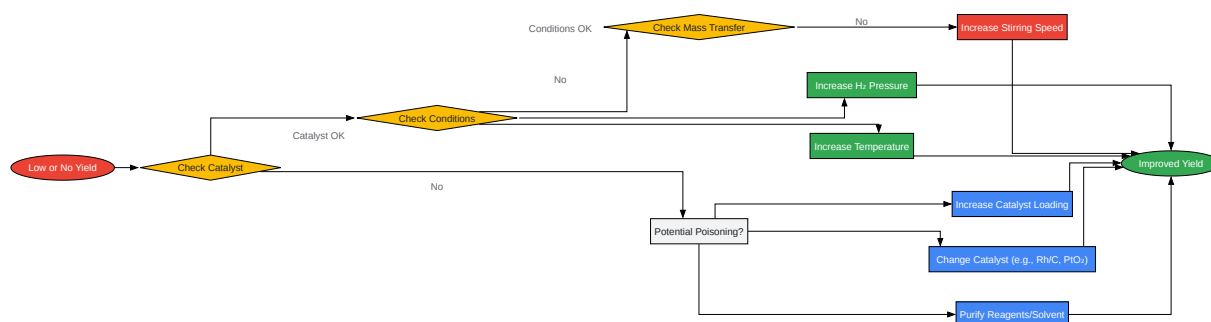 Conditions OK
Check Mass Transfer
No
Increase Stirring Speed
No
Increase H₂ Pressure
Check Conditions
Catalyst OK
Increase Temperature
Low or No Yield
Check Catalyst
Improved Yield
No
Increase Catalyst Loading
Potential Poisoning?
Change Catalyst (e.g., Rh/C, PtO₂)
Purify Reagents/Solvent